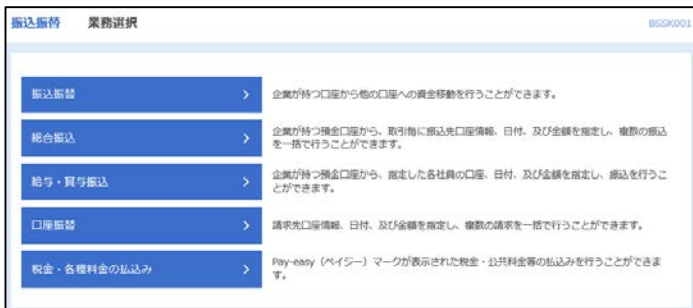 振込振替 業務選択 BSSK001
振込振替
企業が持つ口座から他の口座への資金移動を行うことができます。
総合振込
企業が持つ預金口座から、取引毎に振込先口座情報、日付、及び金額を指定し、複数の振込
を一括で行うことができます。
給与・賞与振込
企業が持つ預金口座から、指定した各社員の口座、日付、及び金額を指定し、振込を行うこ
とができます。
口座振替
請求先口座情報、日付、及び金額を指定し、複数の請求を一括で行うことができます。
税金・各種料金の払込み
Pay-easy（ペイジー）マークが表示された税金・公共料金等の払込みを行うことができま
す。